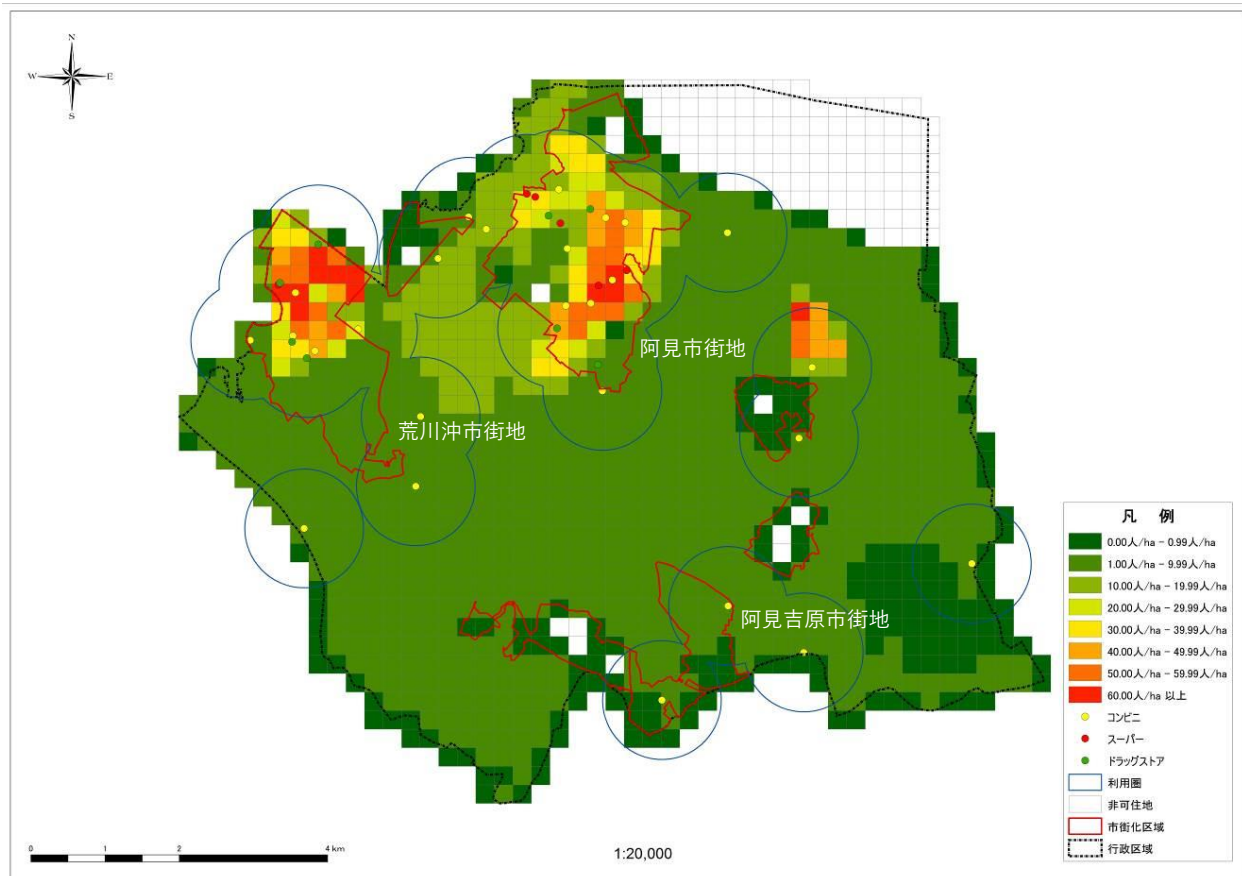 N
W
E
S
阿見市街地
荒川沖市街地
阿見吉原市街地
凡 例
0.00人/ha - 0.99人/ha
1.00人/ha - 9.99人/ha
10.00人/ha - 19.99人/ha
20.00人/ha - 29.99人/ha
30.00人/ha - 39.99人/ha
40.00人/ha - 49.99人/ha
50.00人/ha - 59.99人/ha
60.00人/ha 以上
コンビニ
スーパー
ドラッグストア
利用圏
非可住地
市街化区域
行政区域
0 1 2 4 km
1:20,000